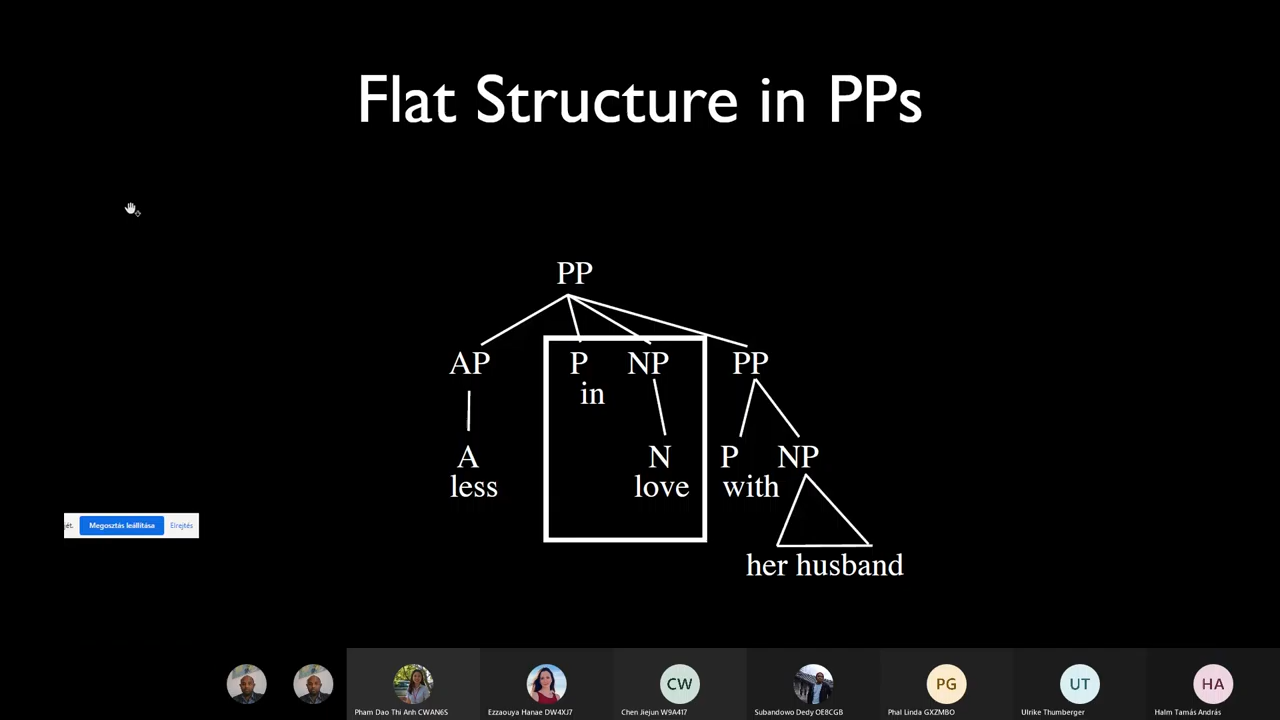 Flat Structure in PPs
PP
AP P NP PP
in
A N P NP
less love with
her husband
jét. Megosztás leállítása Elrejtés
CW PG UT HA
Pham Dao Thi Anh CWAN6S Ezzaouya Hanae DW4XJ7 Chen Jiejun W9A417 Subandowo Dedy OE8CGB Phal Linda GXZMBO Ulrike Thumberger Halm Tamás András